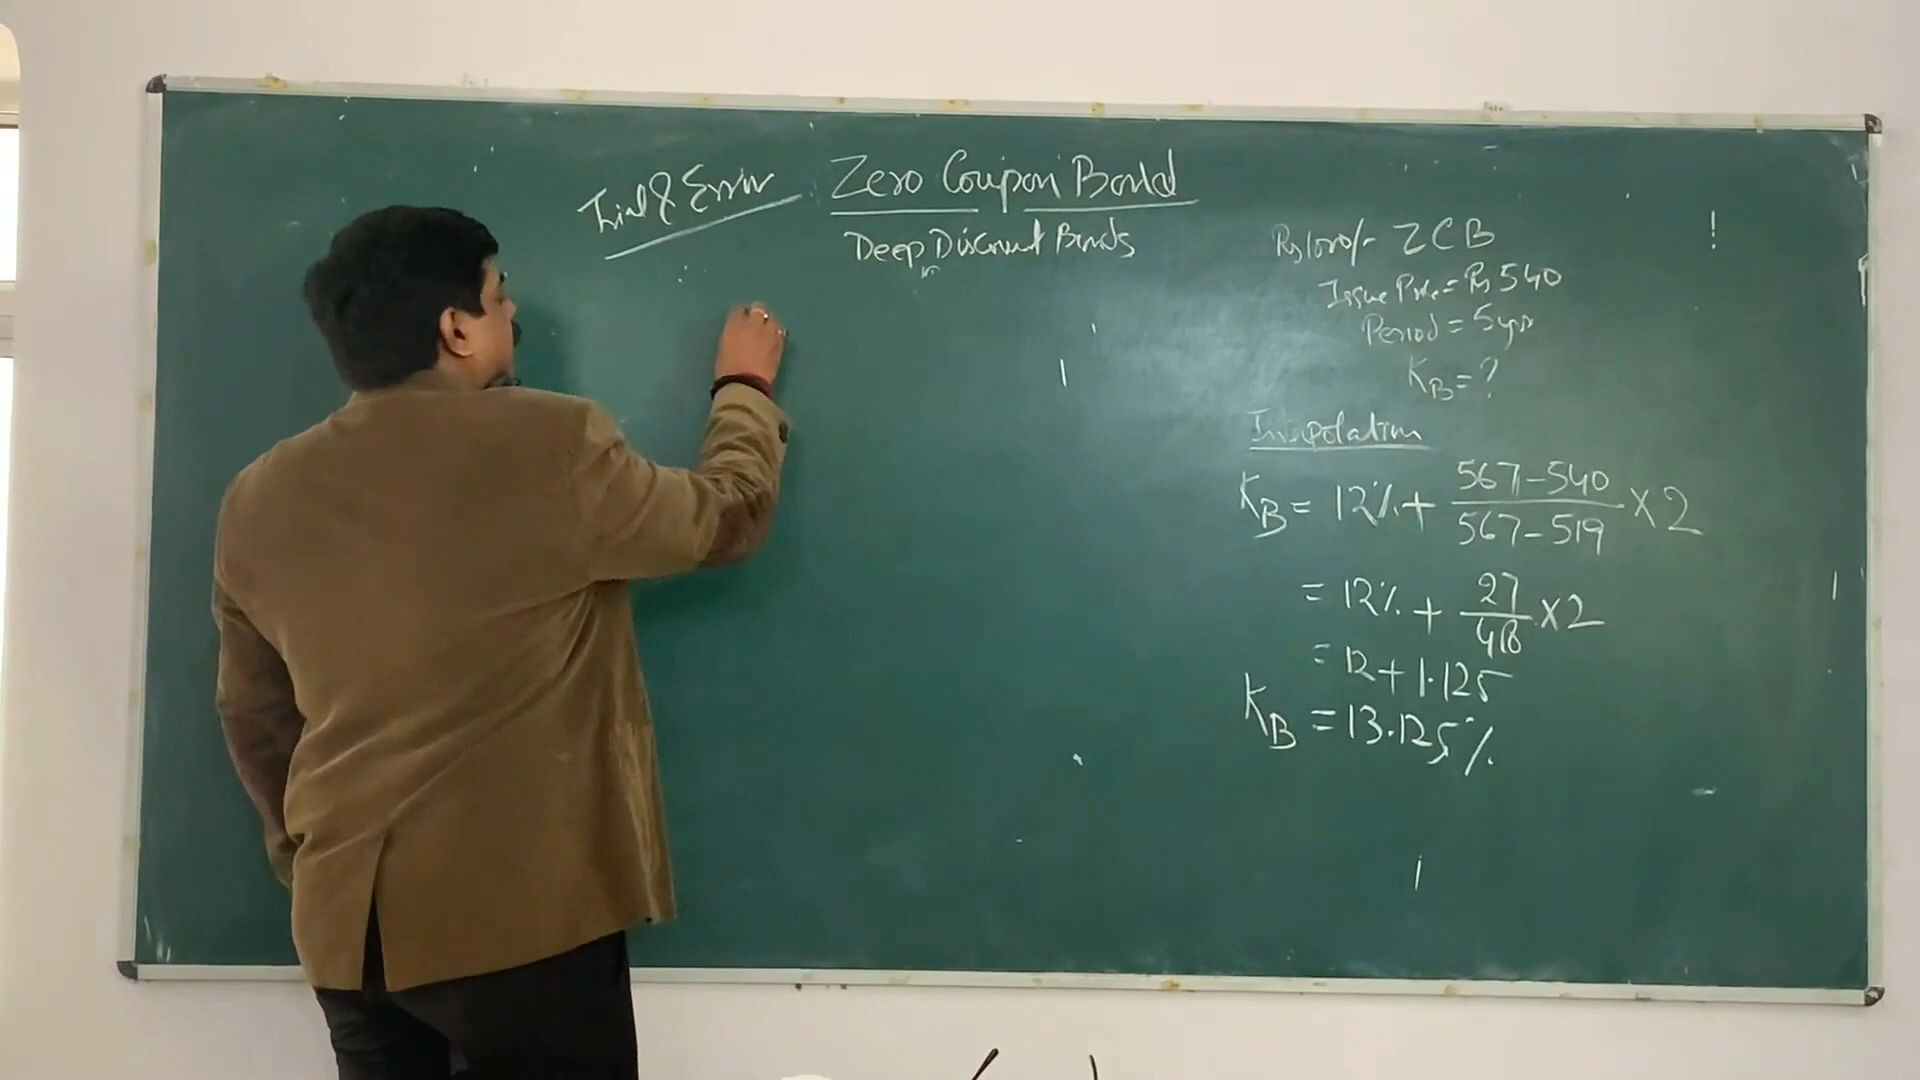 Trial & Error
Zero Coupon Bond
Deep Discount Bonds
Rs 1000/- ZCB
Issue Price = Rs 540
Period = 5 yrs
KB = ?
Interpolation
KB = 12% + 567-540 / 567-519 × 2
= 12% + 27/48 × 2
= 12 + 1.125
KB = 13.125%